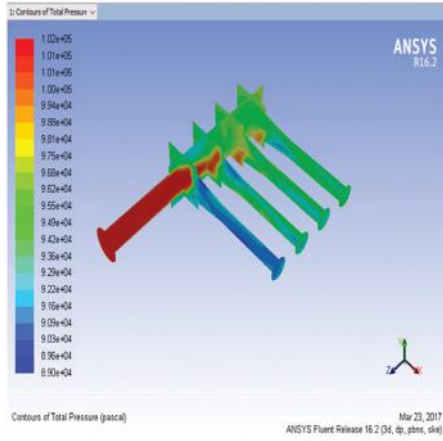 1: Contours of Total Pressure
ANSYS
R16.2
1.02e+05
1.01e+05
1.01e+05
1.00e+05
9.94e+04
9.88e+04
9.81e+04
9.75e+04
9.68e+04
9.62e+04
9.55e+04
9.49e+04
9.42e+04
9.36e+04
9.29e+04
9.22e+04
9.16e+04
9.09e+04
9.03e+04
8.96e+04
8.90e+04
Y
Z
X
Contours of Total Pressure (pascal)
Mar 23, 2017
ANSYS Fluent Release 16.2 (3d, dp, pbns, ske)